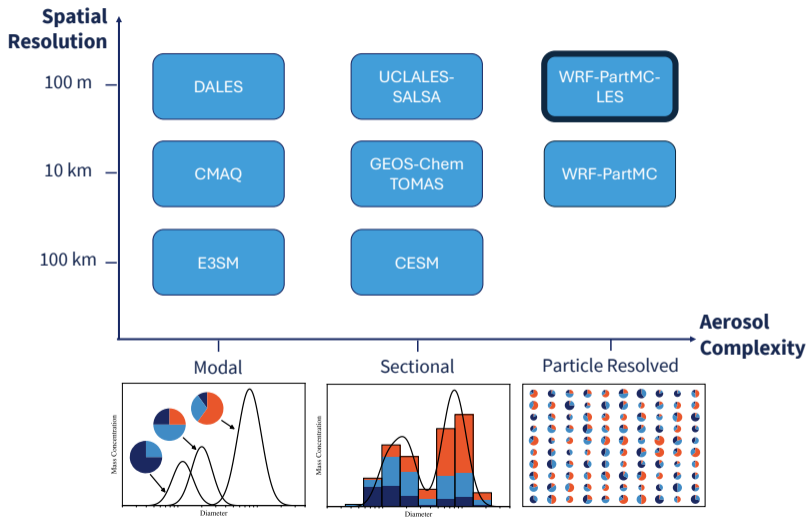 Spatial
Resolution
100 m
DALES
UCLALES-
SALSA
WRF-PartMC-
LES
10 km
CMAQ
GEOS-Chem
TOMAS
WRF-PartMC
100 km
E3SM
CESM
Aerosol
Complexity
Modal
Sectional
Particle Resolved
Mass Concentration
Diameter
Mass Concentration
Diameter